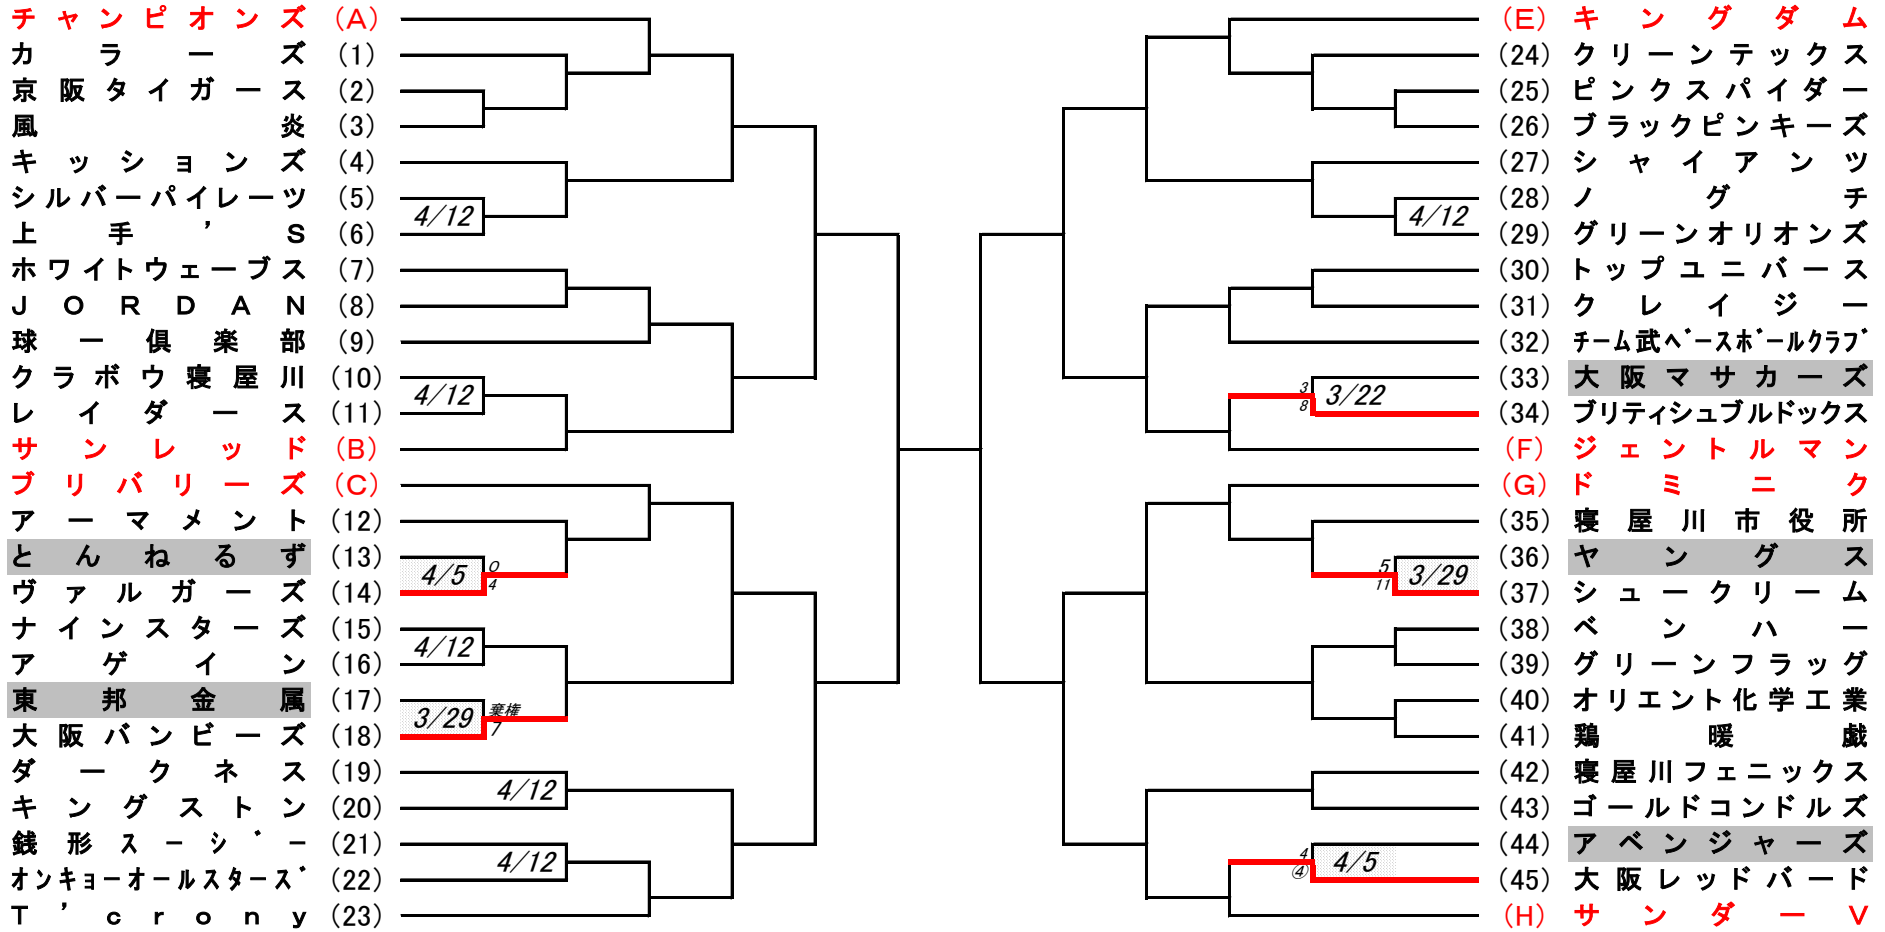 チャンピオンズ (A)
カラーズ (1)
京阪タイガース (2)
風炎 (3)
キッションズ (4)
シルバーパイレーツ (5)
4/12
上手’S (6)
ホワイトウェーブス (7)
JORDAN (8)
球一倶楽部 (9)
クラボウ寝屋川 (10)
4/12
レイダース (11)
サンレッド (B)
ブリバリーズ (C)
アーマメント (12)
とんねるず (13)
4/5 0
4
ヴァルガーズ (14)
ナインスターズ (15)
4/12
アゲイン (16)
東邦金属 (17)
3/29 棄権
7
大阪バンビーズ (18)
ダークネス (19)
4/12
キングストン (20)
銭形スージー (21)
4/12
オンキョーオールスターズ (22)
T’crony (23)
(E) キングダム
(24) クリーンテックス
(25) ピンクスパイダー
(26) ブラックピンキーズ
(27) シャイアンツ
(28) ノグチ
4/12
(29) グリーンオリオンズ
(30) トップユニバース
(31) クレイジー
(32) チーム武ベースボールクラブ
(33) 大阪マサカーズ
3
8 3/22
(34) ブリティシュブルドックス
(F) ジェントルマン
(G) ドミニク
(35) 寝屋川市役所
(36) ヤングス
5
11 3/29
(37) シュークリーム
(38) ベンハー
(39) グリーンフラッグ
(40) オリエント化学工業
(41) 鶏暖戯
(42) 寝屋川フェニックス
(43) ゴールドコンドルズ
(44) アベンジャーズ
4
④ 4/5
(45) 大阪レッドバード
(H) サンダーV